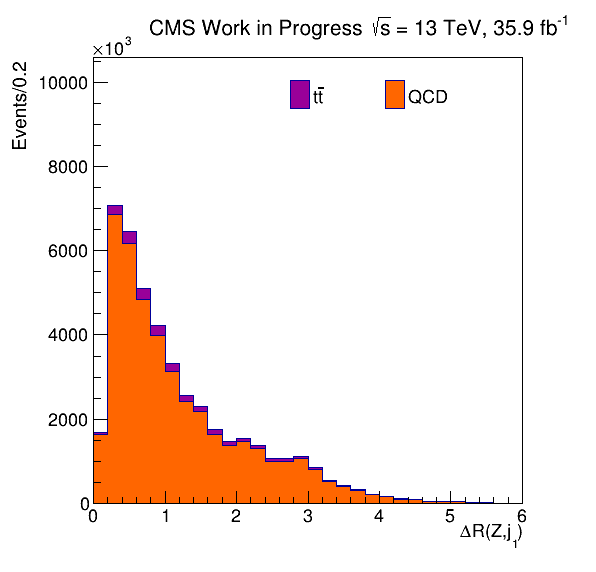 CMS Work in Progress √s = 13 TeV, 35.9 fb⁻¹
×10³
Events/0.2
10000
8000
6000
4000
2000
0
tt̄
QCD
0 1 2 3 4 5 6
ΔR(Z,j₁)